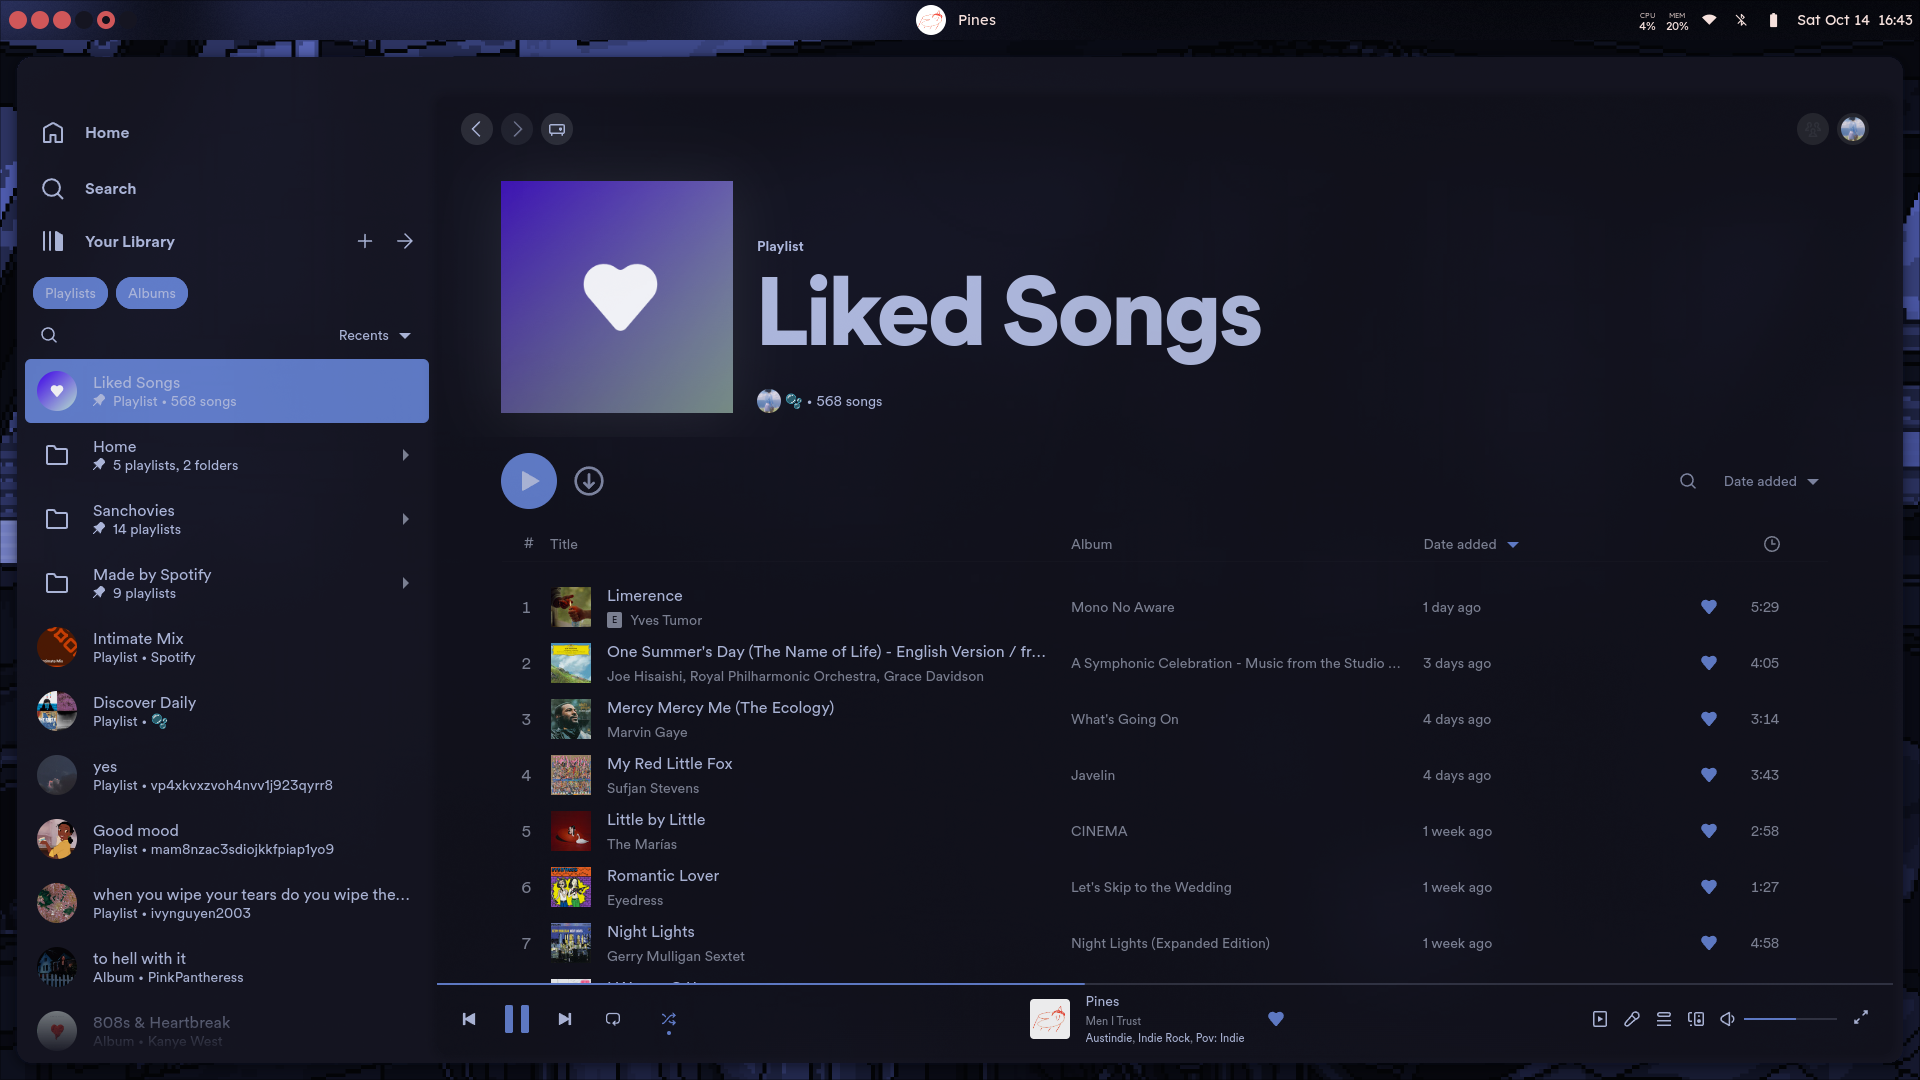 Pines
CPU
4%
MEM
20%
Sat Oct 14 16:43
Home
Search
Your Library
Playlists
Albums
Recents
Liked Songs
Playlist • 568 songs
Home
5 playlists, 2 folders
Sanchovies
14 playlists
Made by Spotify
9 playlists
Intimate Mix
Playlist • Spotify
Discover Daily
Playlist • 🫧
yes
Playlist • vp4xkvxzvoh4nvv1j923qyrr8
Good mood
Playlist • mam8nzac3sdiojkkfpiap1yo9
when you wipe your tears do you wipe the...
Playlist • ivynguyen2003
to hell with it
Album • PinkPantheress
808s & Heartbreak
Album • Kanye West
Playlist
Liked Songs
🫧 • 568 songs
Date added
# Title Album Date added
1 Limerence
E Yves Tumor
Mono No Aware 1 day ago 5:29
2 One Summer's Day (The Name of Life) - English Version / fr...
Joe Hisaishi, Royal Philharmonic Orchestra, Grace Davidson
A Symphonic Celebration - Music from the Studio ... 3 days ago 4:05
3 Mercy Mercy Me (The Ecology)
Marvin Gaye
What's Going On 4 days ago 3:14
4 My Red Little Fox
Sufjan Stevens
Javelin 4 days ago 3:43
5 Little by Little
The Marías
CINEMA 1 week ago 2:58
6 Romantic Lover
Eyedress
Let's Skip to the Wedding 1 week ago 1:27
7 Night Lights
Gerry Mulligan Sextet
Night Lights (Expanded Edition) 1 week ago 4:58
Pines
Men I Trust
Austindie, Indie Rock, Pov: Indie